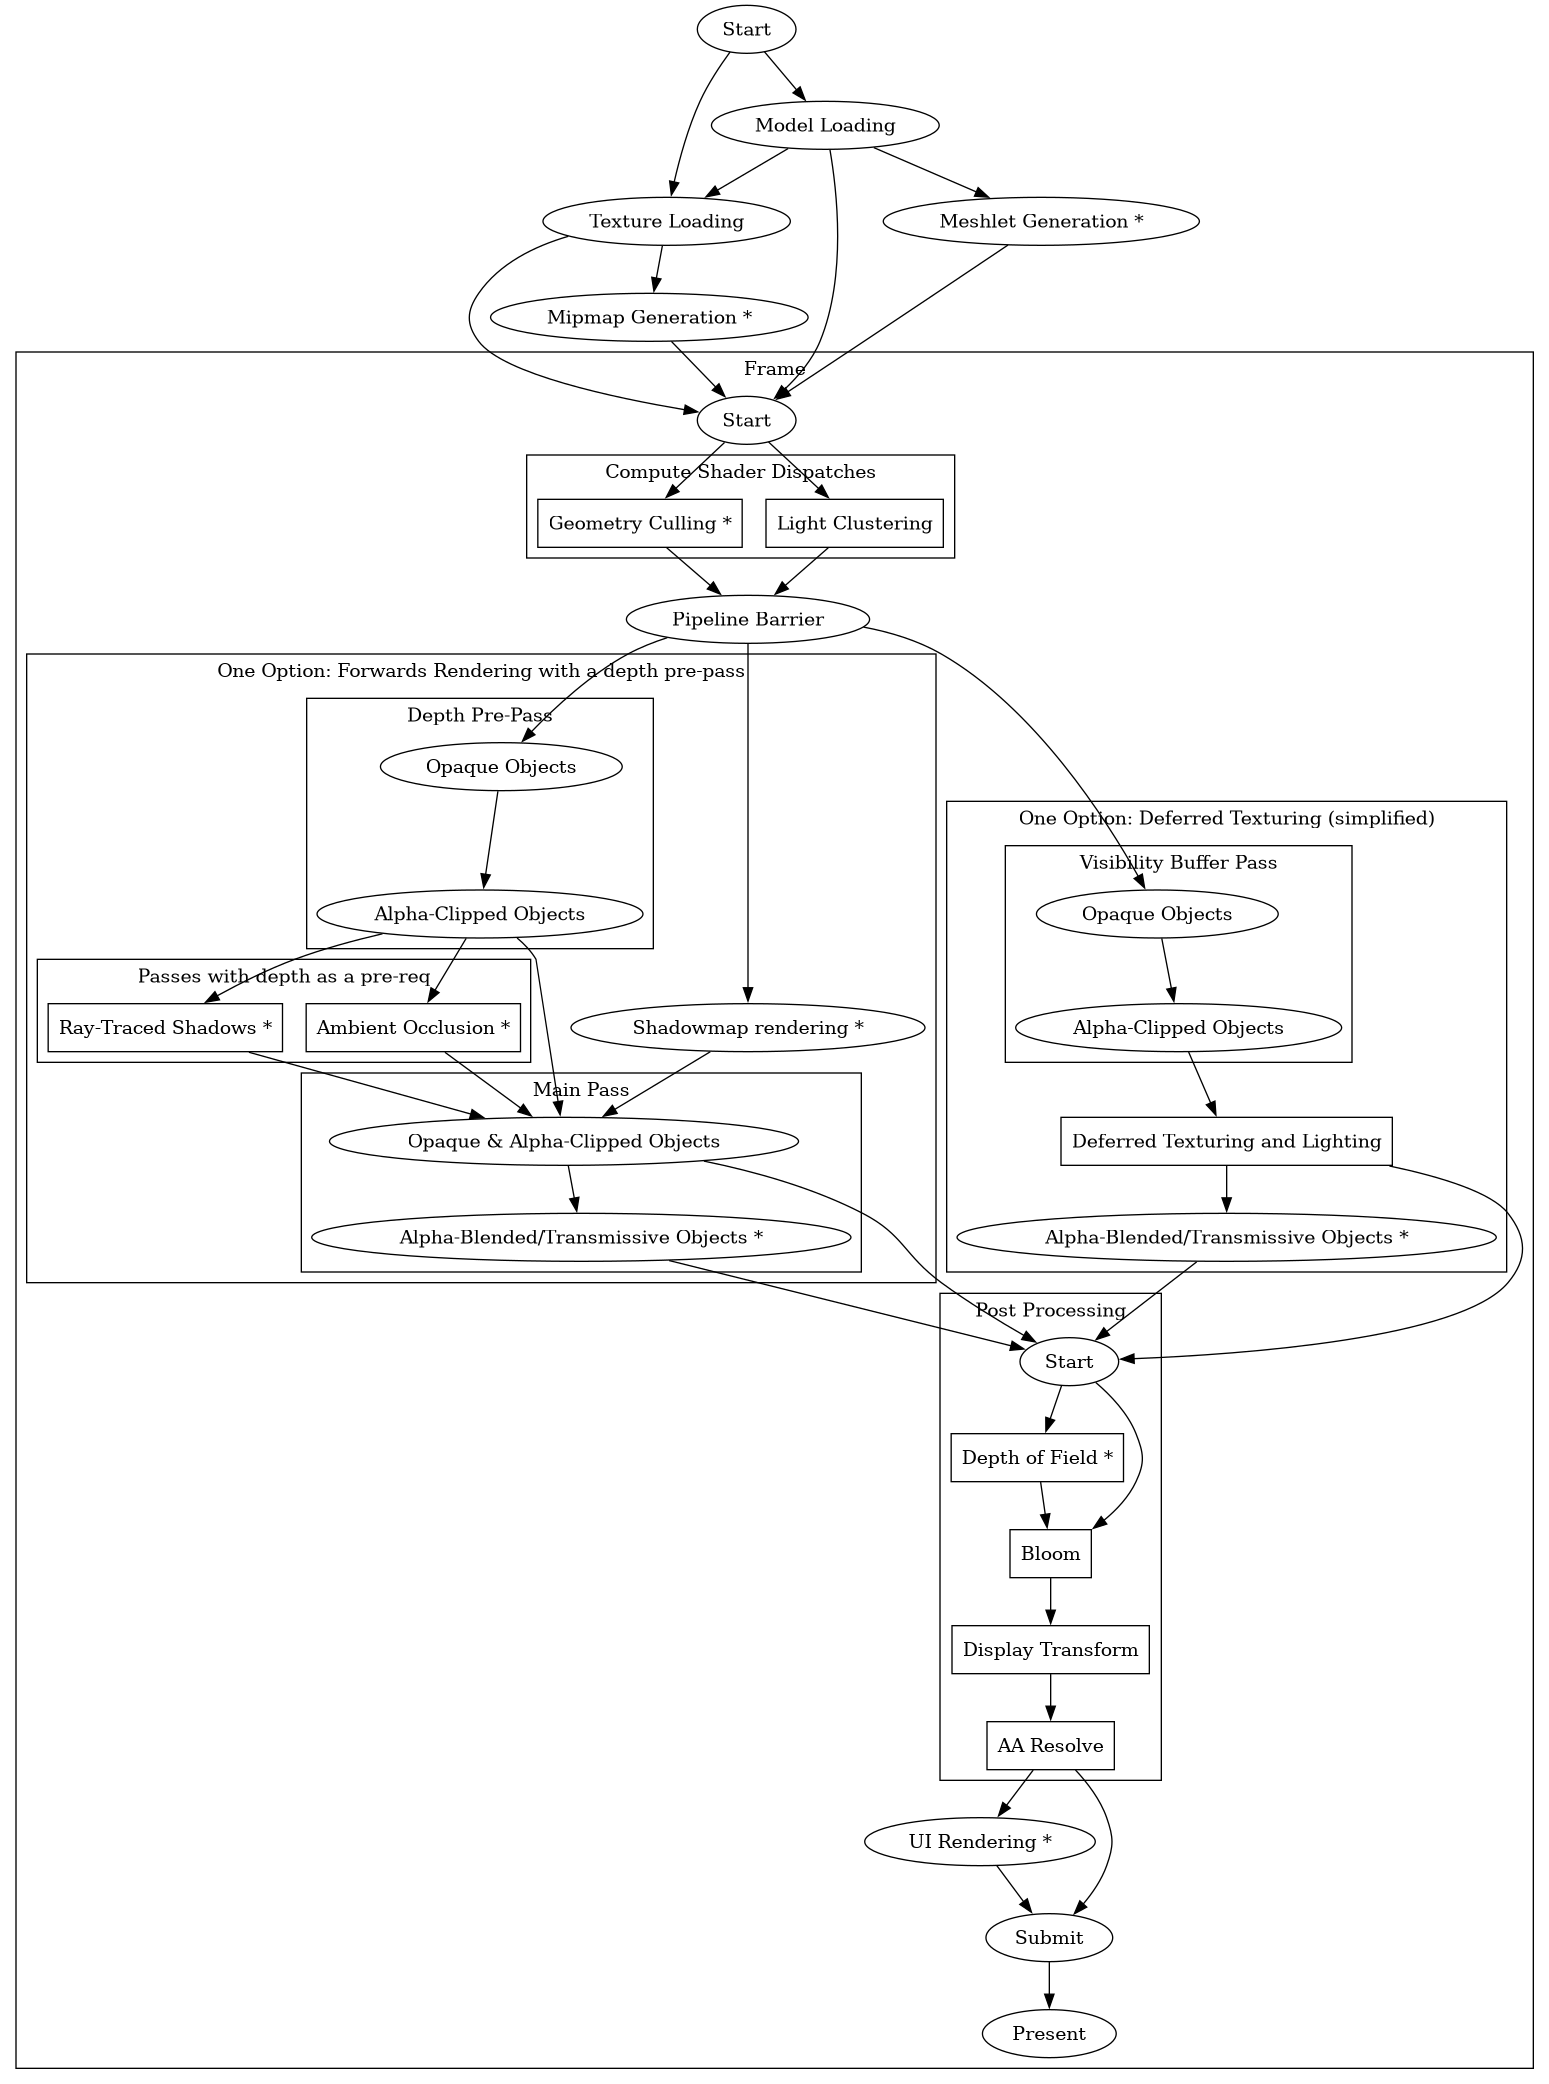 Start
Model Loading
Texture Loading
Meshlet Generation *
Mipmap Generation *
Frame
Start
Compute Shader Dispatches
Geometry Culling *
Light Clustering
Pipeline Barrier
One Option: Forwards Rendering with a depth pre-pass
Depth Pre-Pass
Opaque Objects
Alpha-Clipped Objects
Passes with depth as a pre-req
Ray-Traced Shadows *
Ambient Occlusion *
Shadowmap rendering *
Main Pass
Opaque & Alpha-Clipped Objects
Alpha-Blended/Transmissive Objects *
One Option: Deferred Texturing (simplified)
Visibility Buffer Pass
Opaque Objects
Alpha-Clipped Objects
Deferred Texturing and Lighting
Alpha-Blended/Transmissive Objects *
Post Processing
Start
Depth of Field *
Bloom
Display Transform
AA Resolve
UI Rendering *
Submit
Present